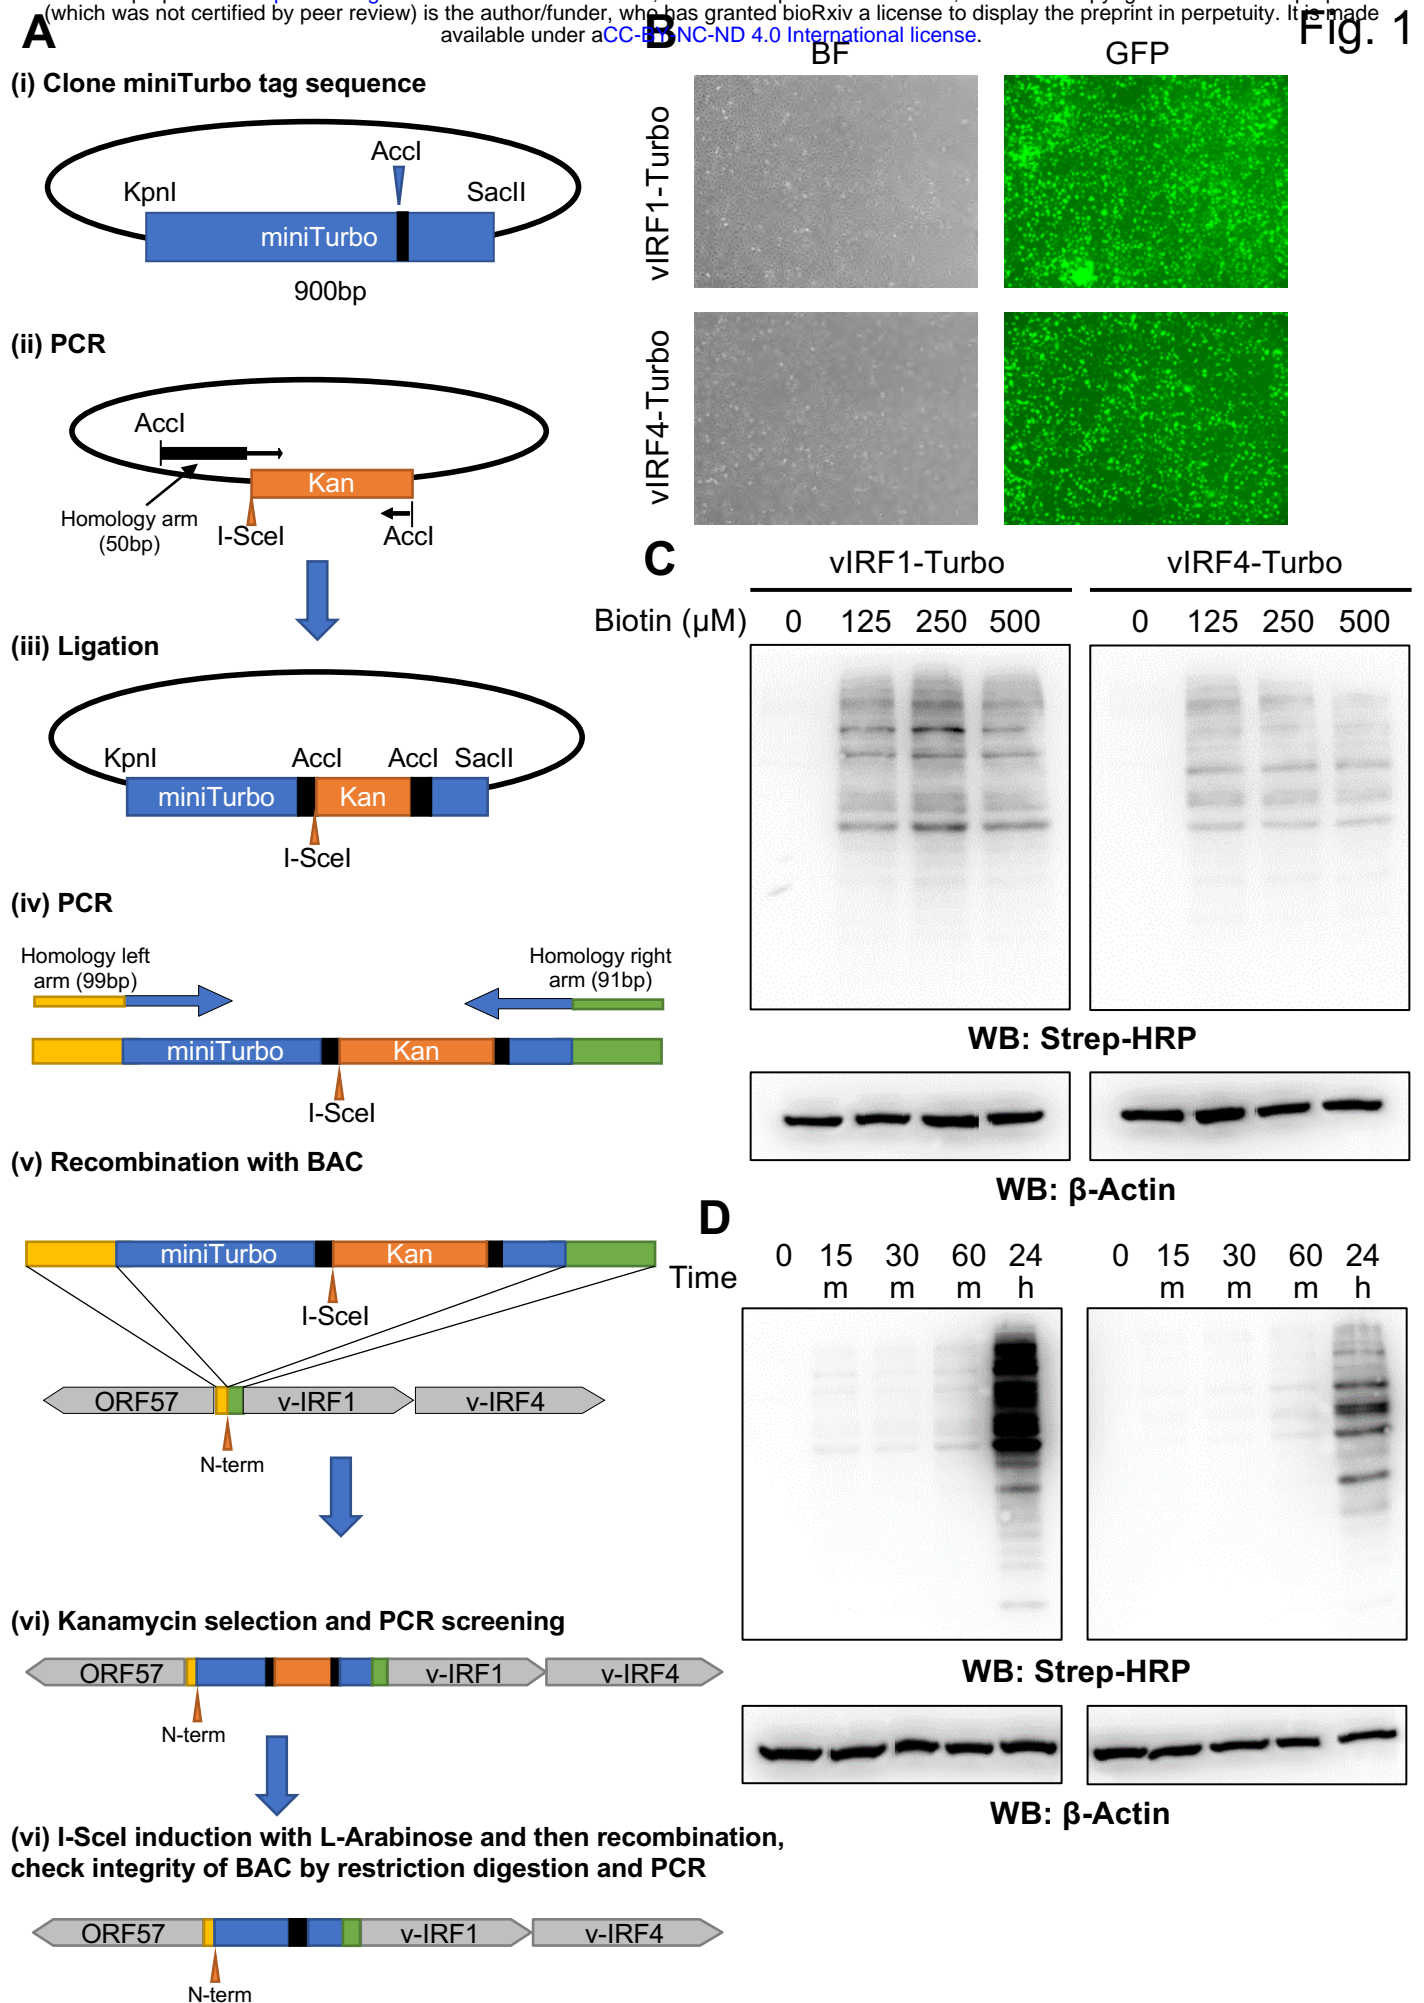 (which was not certified by peer review) is the author/funder, who has granted bioRxiv a license to display the preprint in perpetuity. It is made
available under aCC-BY-NC-ND 4.0 International license.
Fig. 1
A
(i) Clone miniTurbo tag sequence
AccI
KpnI
SacII
miniTurbo
900bp
(ii) PCR
AccI
Kan
Homology arm
(50bp)
I-SceI
AccI
(iii) Ligation
KpnI
AccI
AccI
SacII
miniTurbo
Kan
I-SceI
(iv) PCR
Homology left
arm (99bp)
Homology right
arm (91bp)
miniTurbo
Kan
I-SceI
(v) Recombination with BAC
miniTurbo
Kan
I-SceI
ORF57
v-IRF1
v-IRF4
N-term
(vi) Kanamycin selection and PCR screening
ORF57
v-IRF1
v-IRF4
N-term
(vi) I-SceI induction with L-Arabinose and then recombination,
check integrity of BAC by restriction digestion and PCR
ORF57
v-IRF1
v-IRF4
N-term
B
BF
GFP
vIRF1-Turbo
vIRF4-Turbo
C
vIRF1-Turbo
vIRF4-Turbo
Biotin (µM) 0 125 250 500 0 125 250 500
WB: Strep-HRP
WB: β-Actin
D
Time
0 15 m 30 m 60 m 24 h
0 15 m 30 m 60 m 24 h
WB: Strep-HRP
WB: β-Actin